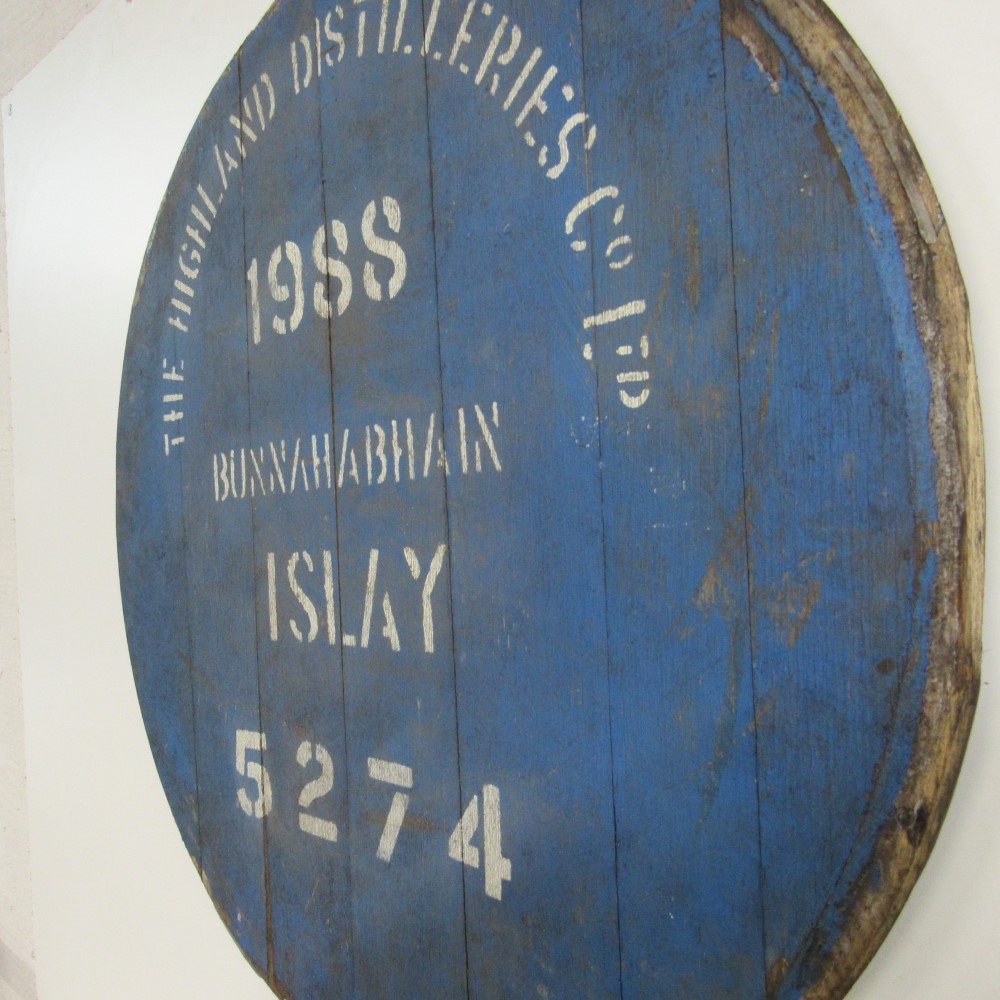 THE HIGHLAND DISTILLERIES Co LTD
1988
BUNNAHABHAIN
ISLAY
5274